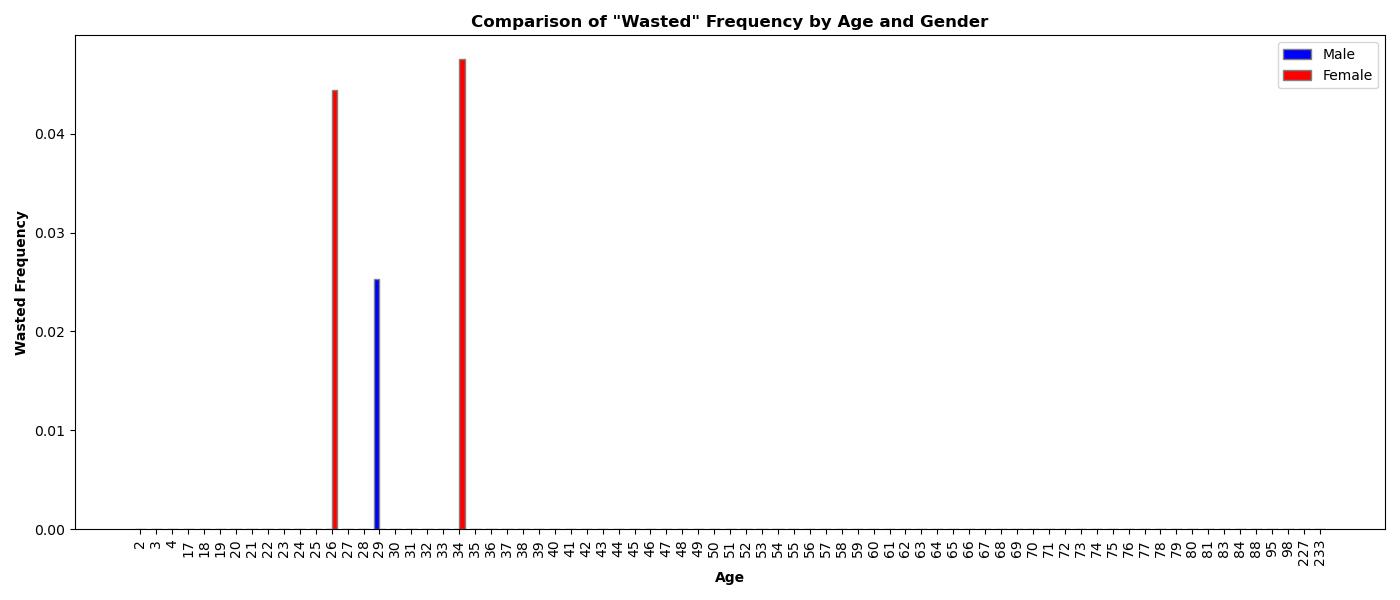 Comparison of "Wasted" Frequency by Age and Gender
Male
Female
Wasted Frequency
0.04
0.03
0.02
0.01
0.00
2 3 4 17 18 19 20 21 22 23 24 25 26 27 28 29 30 31 32 33 34 35 36 37 38 39 40 41 42 43 44 45 46 47 48 49 50 51 52 53 54 55 56 57 58 59 60 61 62 63 64 65 66 67 68 69 70 71 72 73 74 75 76 77 78 79 80 81 83 84 88 95 98 227 233
Age